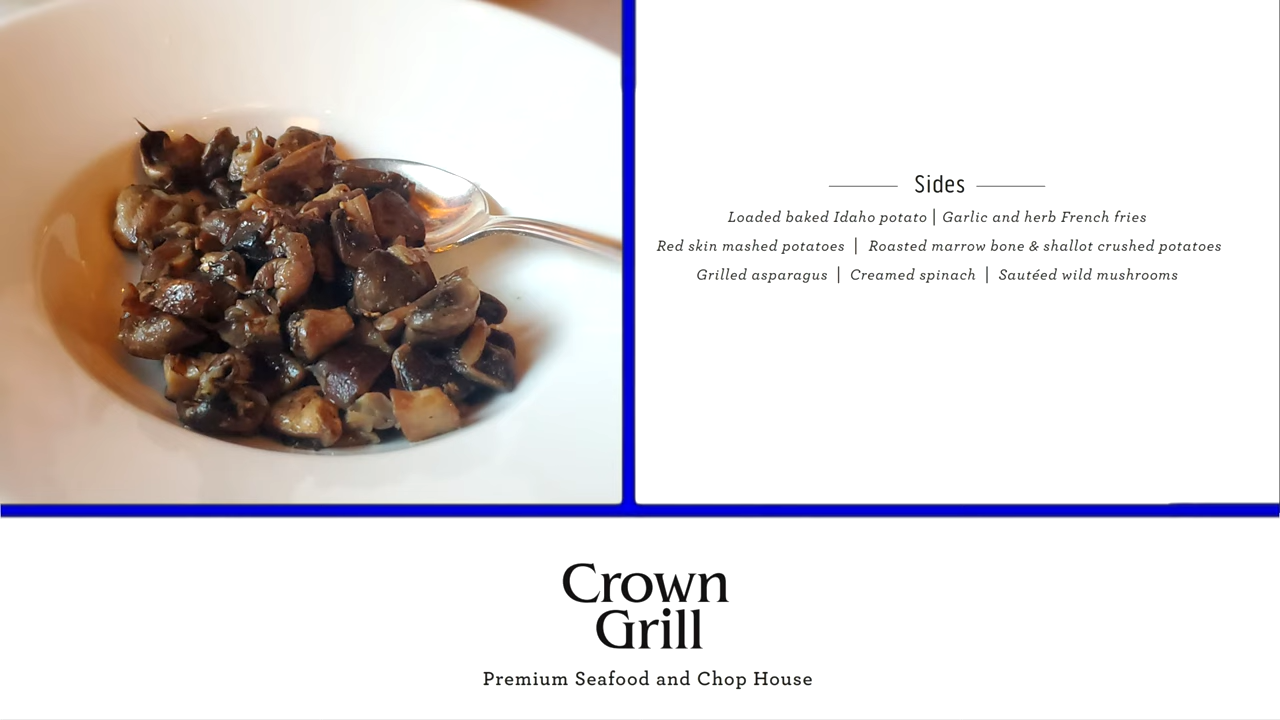 Sides
Loaded baked Idaho potato | Garlic and herb French fries
Red skin mashed potatoes | Roasted marrow bone & shallot crushed potatoes
Grilled asparagus | Creamed spinach | Sautéed wild mushrooms
Crown
Grill
Premium Seafood and Chop House